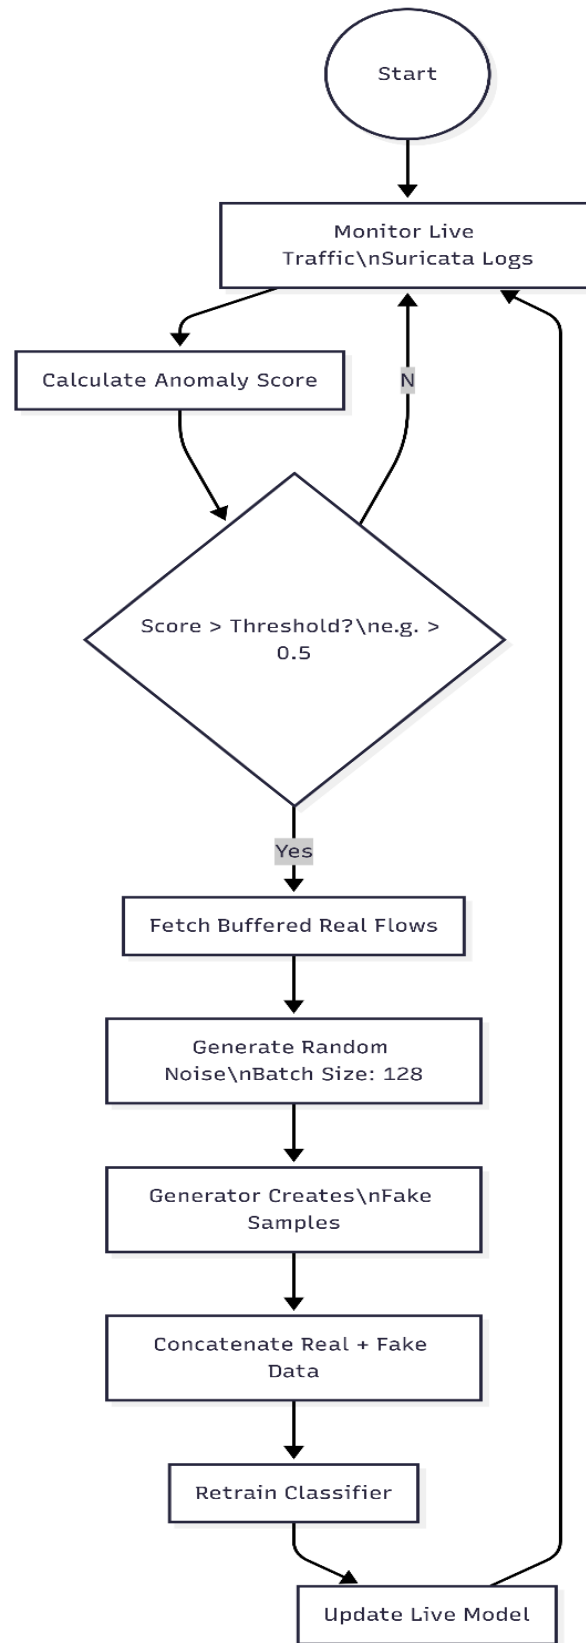 Start
Monitor Live
Traffic\nSuricata Logs
Calculate Anomaly Score
N
Score > Threshold?\ne.g. >
0.5
Yes
Fetch Buffered Real Flows
Generate Random
Noise\nBatch Size: 128
Generator Creates\nFake
Samples
Concatenate Real + Fake
Data
Retrain Classifier
Update Live Model